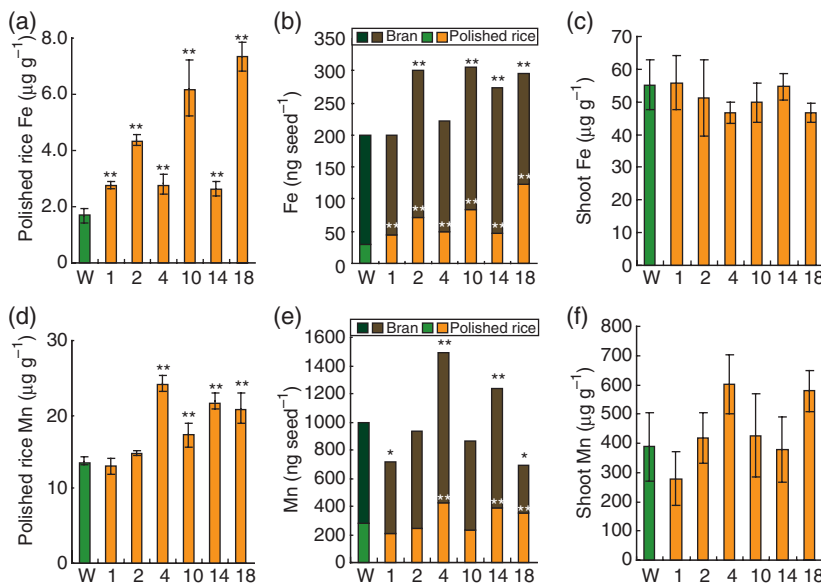 (a)
Polished rice Fe (µg g⁻¹)
8.0
6.0
4.0
2.0
0
** ** ** ** ** **
W 1 2 4 10 14 18
(b)
Bran Polished rice
Fe (ng seed⁻¹)
350
300
250
200
150
100
50
0
** ** ** **
** ** ** ** ** **
W 1 2 4 10 14 18
(c)
Shoot Fe (µg g⁻¹)
70
60
50
40
30
20
10
0
W 1 2 4 10 14 18
(d)
Polished rice Mn (µg g⁻¹)
30
20
10
0
** ** ** **
W 1 2 4 10 14 18
(e)
Bran Polished rice
Mn (ng seed⁻¹)
1600
1400
1200
1000
800
600
400
200
0
* ** ** *
** ** **
W 1 2 4 10 14 18
(f)
Shoot Mn (µg g⁻¹)
800
700
600
500
400
300
200
100
0
W 1 2 4 10 14 18